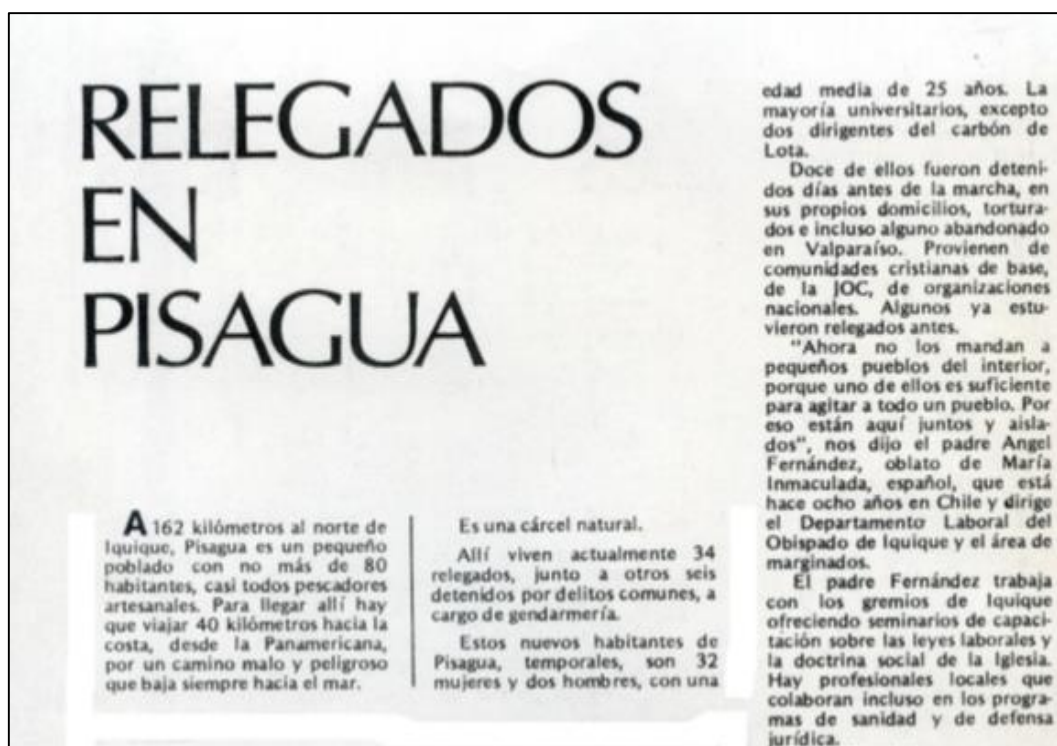 RELEGADOS
EN
PISAGUA
A 162 kilómetros al norte de
Iquique, Pisagua es un pequeño
poblado con no más de 80
habitantes, casi todos pescadores
artesanales. Para llegar allí hay
que viajar 40 kilómetros hacia la
costa, desde la Panamericana,
por un camino malo y peligroso
que baja siempre hacia el mar.
Es una cárcel natural.
Allí viven actualmente 34
relegados, junto a otros seis
detenidos por delitos comunes, a
cargo de gendarmería.
Estos nuevos habitantes de
Pisagua, temporales, son 32
mujeres y dos hombres, con una
edad media de 25 años. La
mayoría universitarios, excepto
dos dirigentes del carbón de
Lota.
Doce de ellos fueron deteni-
dos días antes de la marcha, en
sus propios domicilios, tortura-
dos e incluso alguno abandonado
en Valparaíso. Provienen de
comunidades cristianas de base,
de la JOC, de organizaciones
nacionales. Algunos ya estu-
vieron relegados antes.
"Ahora no los mandan a
pequeños pueblos del interior,
porque uno de ellos es suficiente
para agitar a todo un pueblo. Por
eso están aquí juntos y aisla-
dos", nos dijo el padre Angel
Fernández, oblato de María
Inmaculada, español, que está
hace ocho años en Chile y dirige
el Departamento Laboral del
Obispado de Iquique y el área de
marginados.
El padre Fernández trabaja
con los gremios de Iquique
ofreciendo seminarios de capaci-
tación sobre las leyes laborales y
la doctrina social de la Iglesia.
Hay profesionales locales que
colaboran incluso en los progra-
mas de sanidad y de defensa
jurídica.